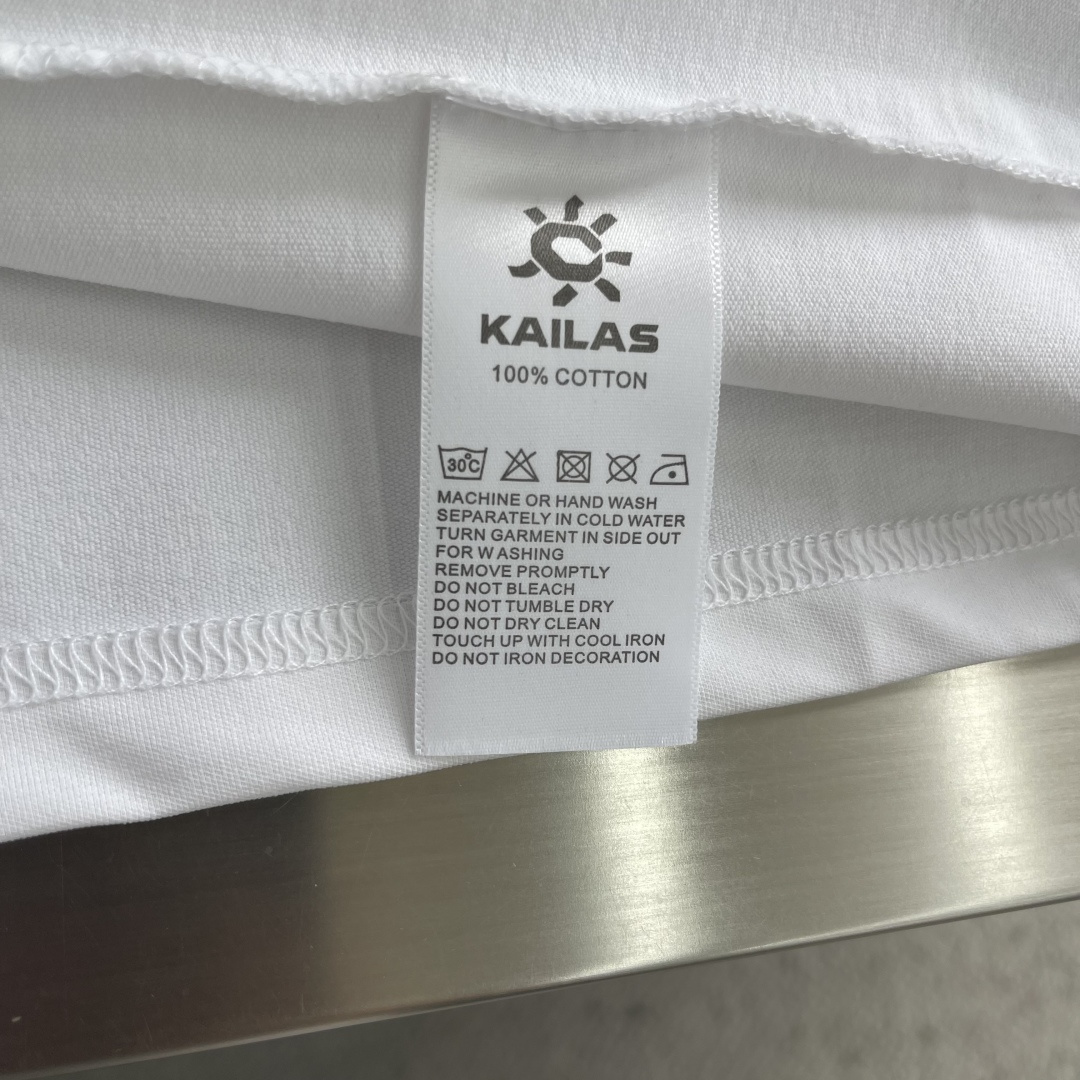 KAILAS
100% COTTON
30°C
MACHINE OR HAND WASH
SEPARATELY IN COLD WATER
TURN GARMENT IN SIDE OUT
FOR W ASHING
REMOVE PROMPTLY
DO NOT BLEACH
DO NOT TUMBLE DRY
DO NOT DRY CLEAN
TOUCH UP WITH COOL IRON
DO NOT IRON DECORATION